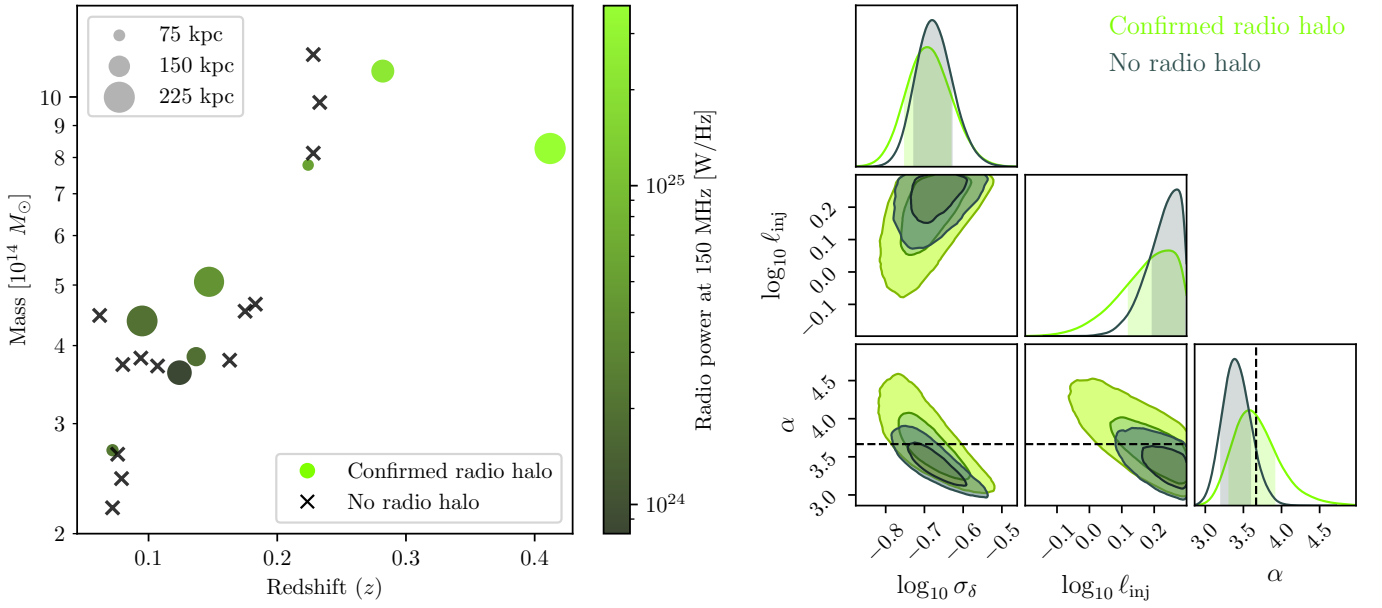 75 kpc
150 kpc
225 kpc
Confirmed radio halo
No radio halo
Mass [10^14 M_⊙]
10
9
8
7
6
5
4
3
2
0.1
0.2
0.3
0.4
Redshift (z)
Radio power at 150 MHz [W/Hz]
10^25
10^24
Confirmed radio halo
No radio halo
log₁₀ ℓ_inj
0.2
0.1
0.0
−0.1
α
4.5
4.0
3.5
3.0
−0.8
−0.7
−0.6
−0.5
log₁₀ σ_δ
−0.1
0.0
0.1
0.2
log₁₀ ℓ_inj
3.0
3.5
4.0
4.5
α